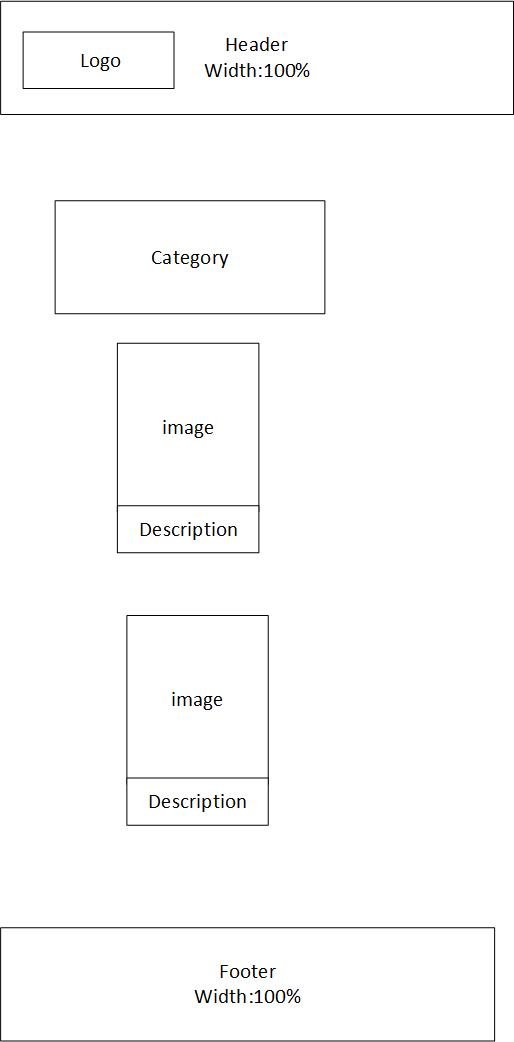 Logo
Header
Width:100%
Category
image
Description
image
Description
Footer
Width:100%